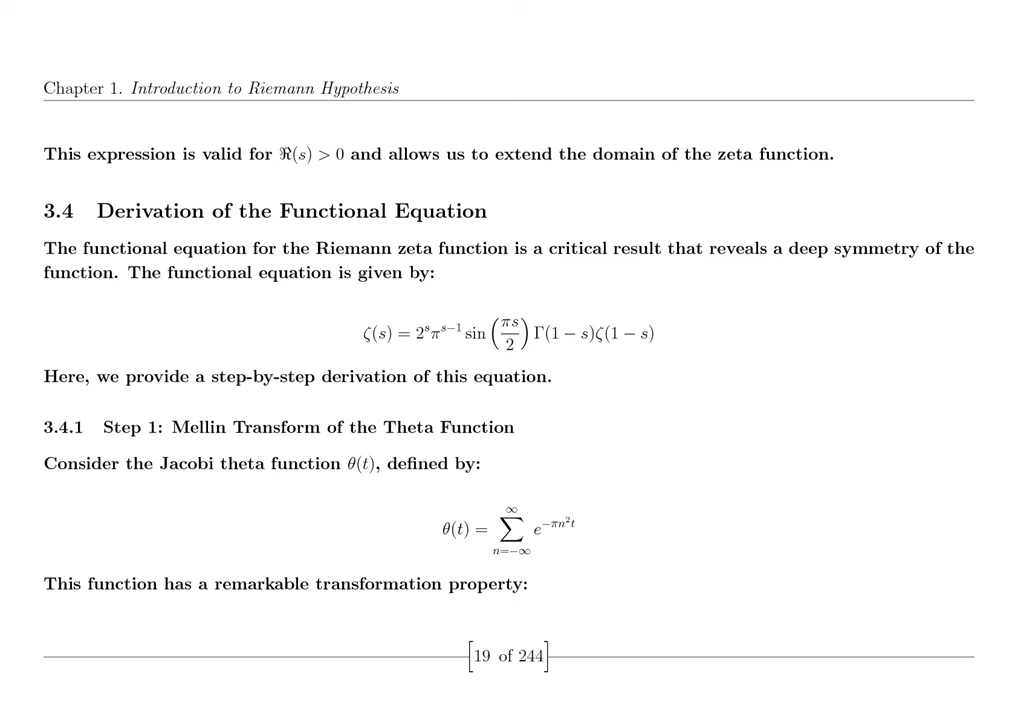 Chapter 1. Introduction to Riemann Hypothesis
This expression is valid for ℜ(s) > 0 and allows us to extend the domain of the zeta function.
3.4 Derivation of the Functional Equation
The functional equation for the Riemann zeta function is a critical result that reveals a deep symmetry of the
function. The functional equation is given by:
ζ(s) = 2^s π^{s−1} sin (πs/2) Γ(1 − s)ζ(1 − s)
Here, we provide a step-by-step derivation of this equation.
3.4.1 Step 1: Mellin Transform of the Theta Function
Consider the Jacobi theta function θ(t), defined by:
θ(t) = ∑_{n=−∞}^{∞} e^{−πn²t}
This function has a remarkable transformation property:
[19 of 244]